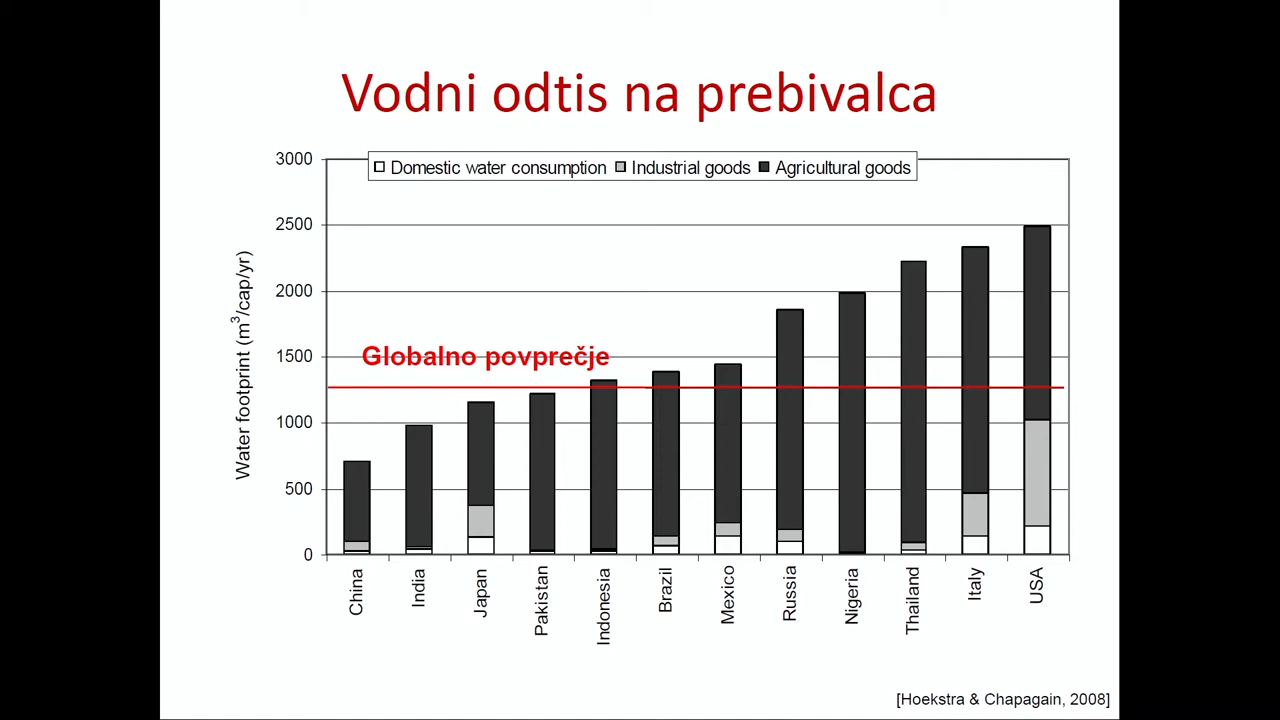 Vodni odtis na prebivalca
Domestic water consumption Industrial goods Agricultural goods
Water footprint (m³/cap/yr)
3000
2500
2000
1500
1000
500
0
Globalno povprečje
China
India
Japan
Pakistan
Indonesia
Brazil
Mexico
Russia
Nigeria
Thailand
Italy
USA
[Hoekstra & Chapagain, 2008]